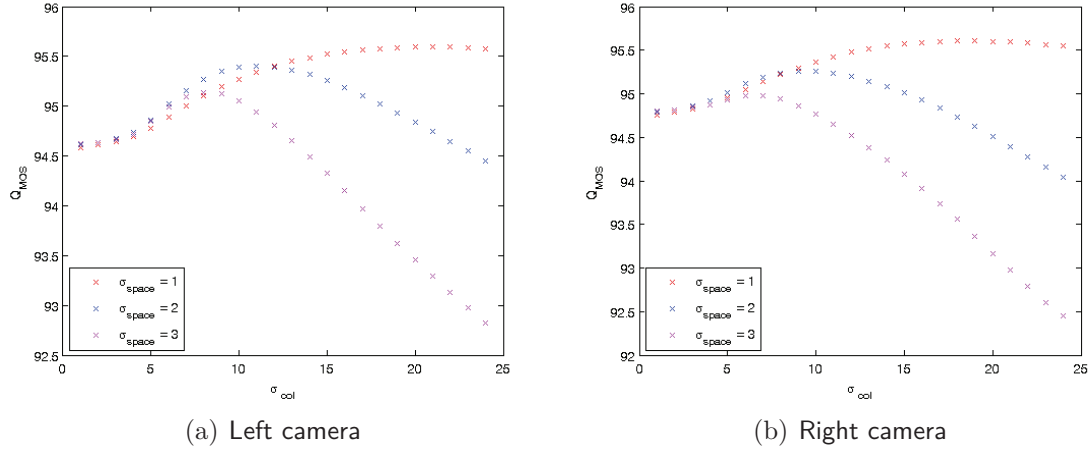 96
95.5
95
94.5
94
93.5
93
92.5
Q_MOS
0 5 10 15 20 25
σ_col
σ_space = 1
σ_space = 2
σ_space = 3
(a) Left camera
96
95.5
95
94.5
94
93.5
93
92.5
92
Q_MOS
0 5 10 15 20 25
σ_col
σ_space = 1
σ_space = 2
σ_space = 3
(b) Right camera